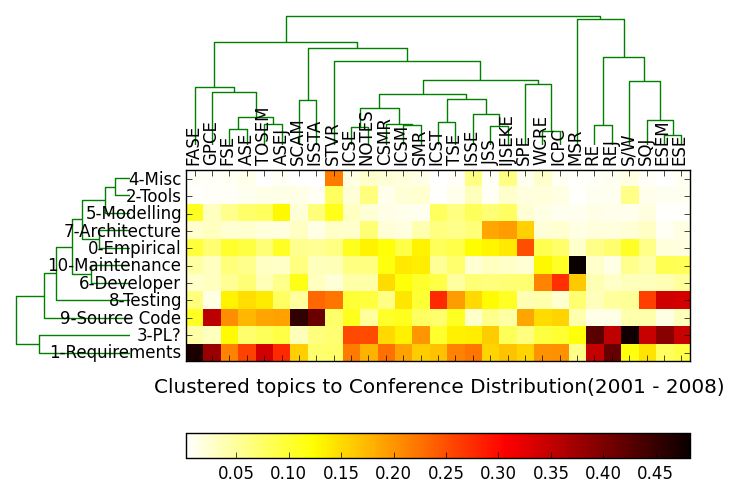 FASE GPCE FSE ASE TOSEM ASEJ SCAM ISSTA STVR ICSE NOTES CSMR ICSM SMR ICST TSE ISSE JSS IJSEKE SPE WCRE ICPC MSR RE REJ S/W SQJ ESEM ESE
4-Misc
2-Tools
5-Modelling
7-Architecture
0-Empirical
10-Maintenance
6-Developer
8-Testing
9-Source Code
3-PL?
1-Requirements
Clustered topics to Conference Distribution(2001 - 2008)
0.05 0.10 0.15 0.20 0.25 0.30 0.35 0.40 0.45